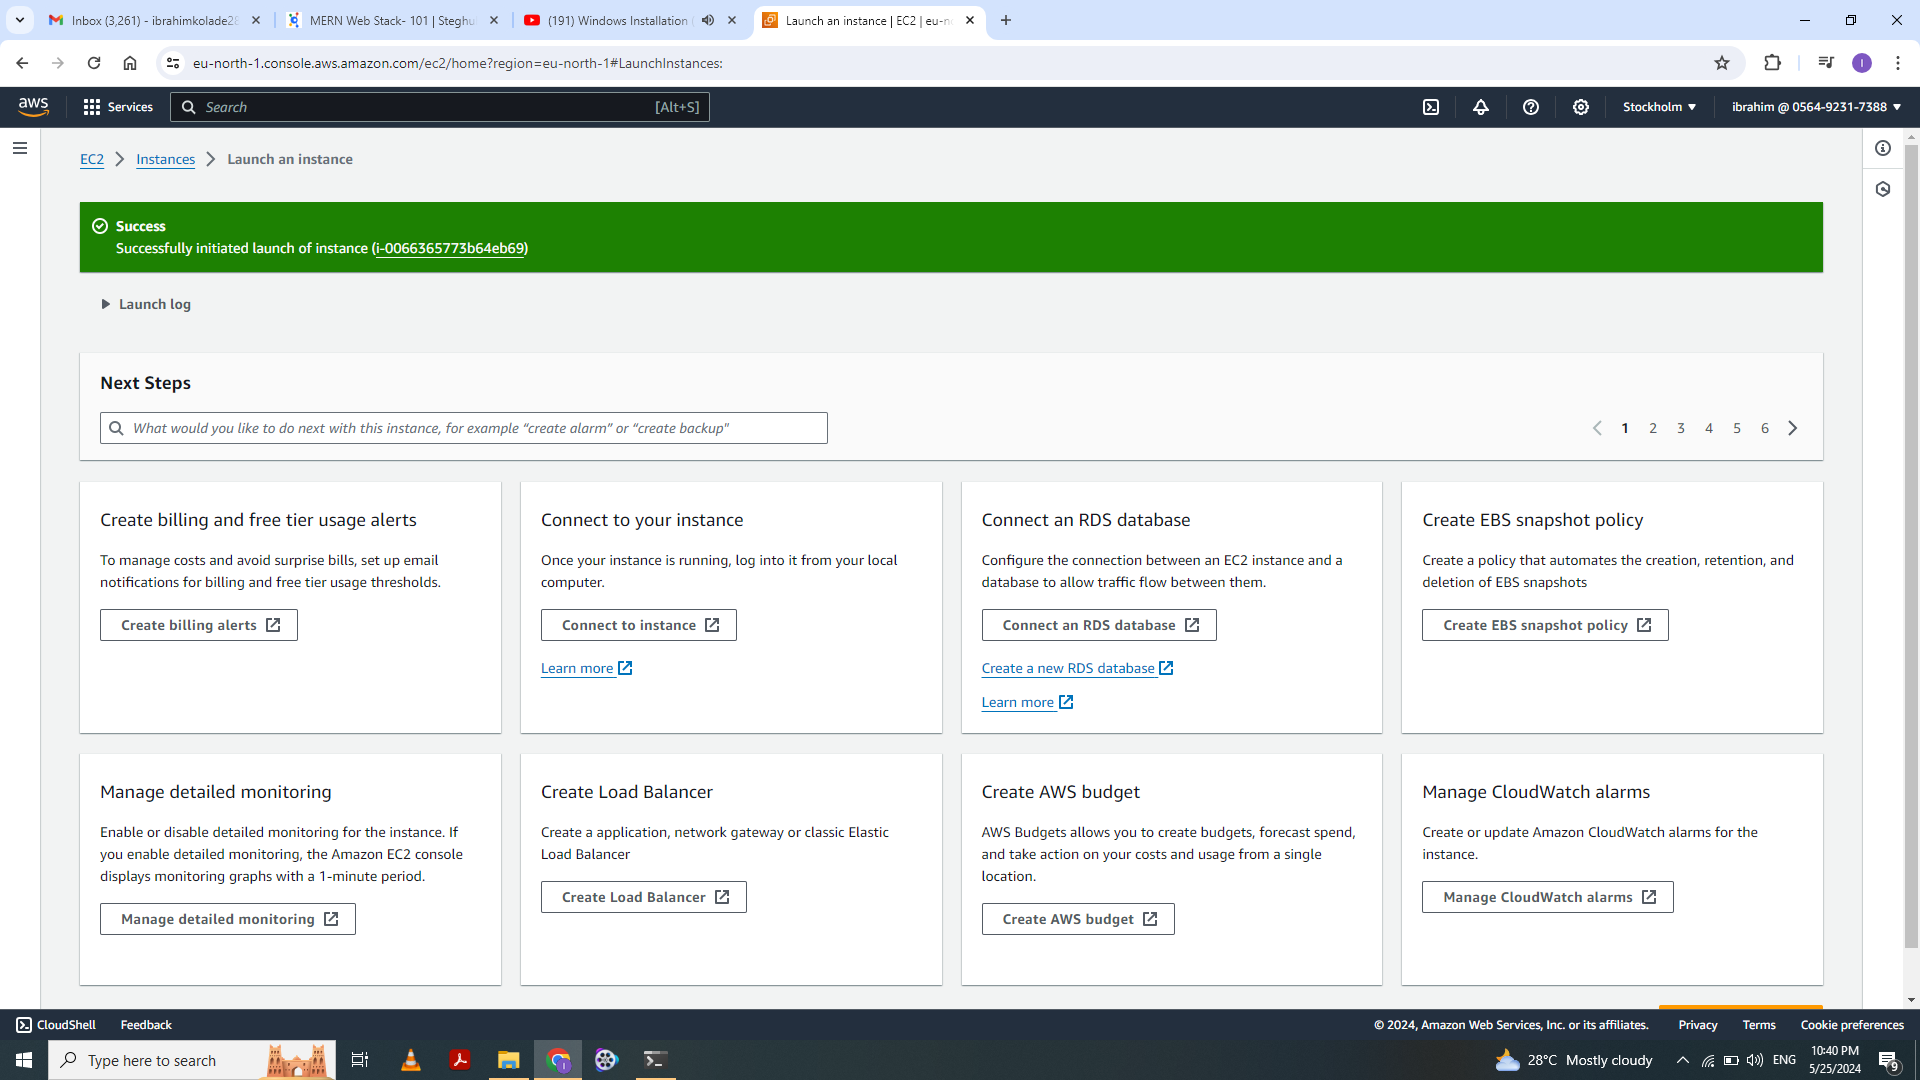 Inbox (3,261) - ibrahimkolade28
MERN Web Stack- 101 | Steghu
(191) Windows Installation
Launch an instance | EC2 | eu-n
eu-north-1.console.aws.amazon.com/ec2/home?region=eu-north-1#LaunchInstances:
I
aws
Services
Search
[Alt+S]
Stockholm
ibrahim @ 0564-9231-7388
EC2
Instances
Launch an instance
Success
Successfully initiated launch of instance (i-0066365773b64eb69)
Launch log
Next Steps
What would you like to do next with this instance, for example “create alarm” or “create backup”
1 2 3 4 5 6
Create billing and free tier usage alerts
To manage costs and avoid surprise bills, set up email
notifications for billing and free tier usage thresholds.
Create billing alerts
Connect to your instance
Once your instance is running, log into it from your local
computer.
Connect to instance
Learn more
Connect an RDS database
Configure the connection between an EC2 instance and a
database to allow traffic flow between them.
Connect an RDS database
Create a new RDS database
Learn more
Create EBS snapshot policy
Create a policy that automates the creation, retention, and
deletion of EBS snapshots
Create EBS snapshot policy
Manage detailed monitoring
Enable or disable detailed monitoring for the instance. If
you enable detailed monitoring, the Amazon EC2 console
displays monitoring graphs with a 1-minute period.
Manage detailed monitoring
Create Load Balancer
Create a application, network gateway or classic Elastic
Load Balancer
Create Load Balancer
Create AWS budget
AWS Budgets allows you to create budgets, forecast spend,
and take action on your costs and usage from a single
location.
Create AWS budget
Manage CloudWatch alarms
Create or update Amazon CloudWatch alarms for the
instance.
Manage CloudWatch alarms
CloudShell
Feedback
© 2024, Amazon Web Services, Inc. or its affiliates.
Privacy
Terms
Cookie preferences
Type here to search
28°C Mostly cloudy
ENG
10:40 PM
5/25/2024
9